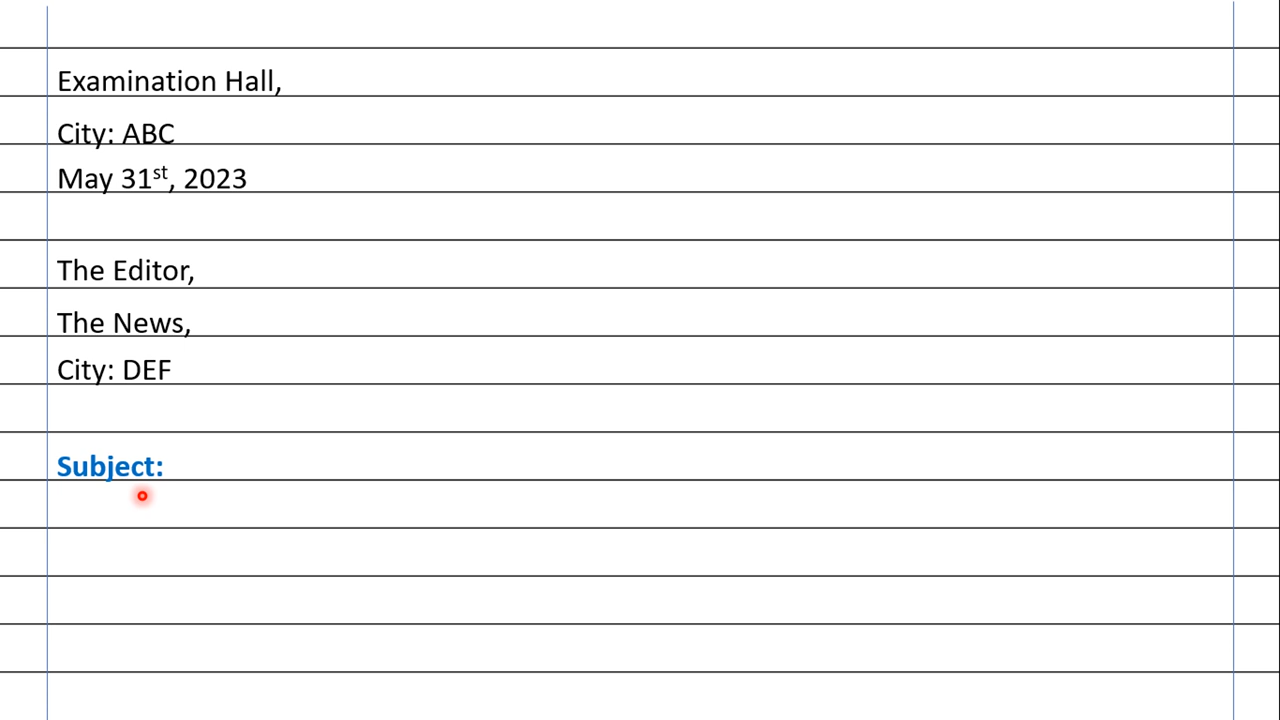 Examination Hall,
City: ABC
May 31st, 2023
The Editor,
The News,
City: DEF
Subject: